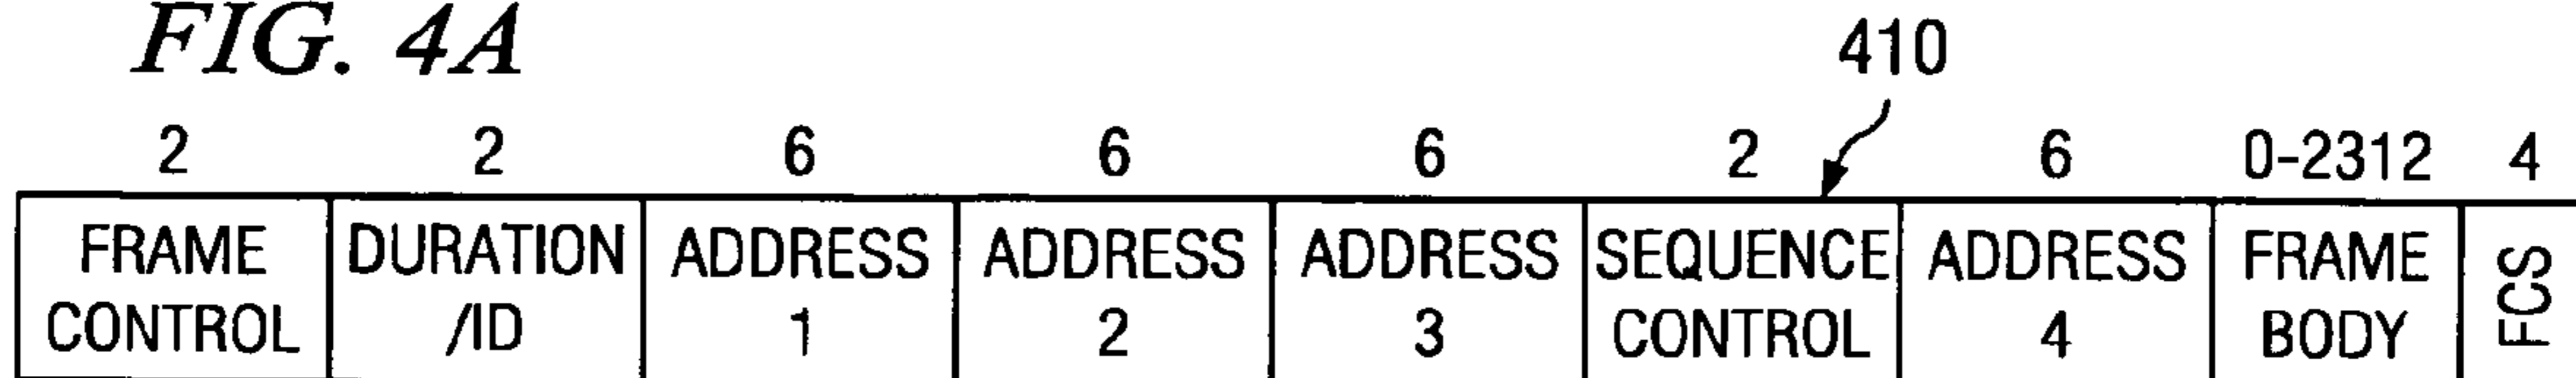 FIG. 4A
410
2 2 6 6 6 2 6 0-2312 4
FRAME CONTROL
DURATION /ID
ADDRESS 1
ADDRESS 2
ADDRESS 3
SEQUENCE CONTROL
ADDRESS 4
FRAME BODY
FCS